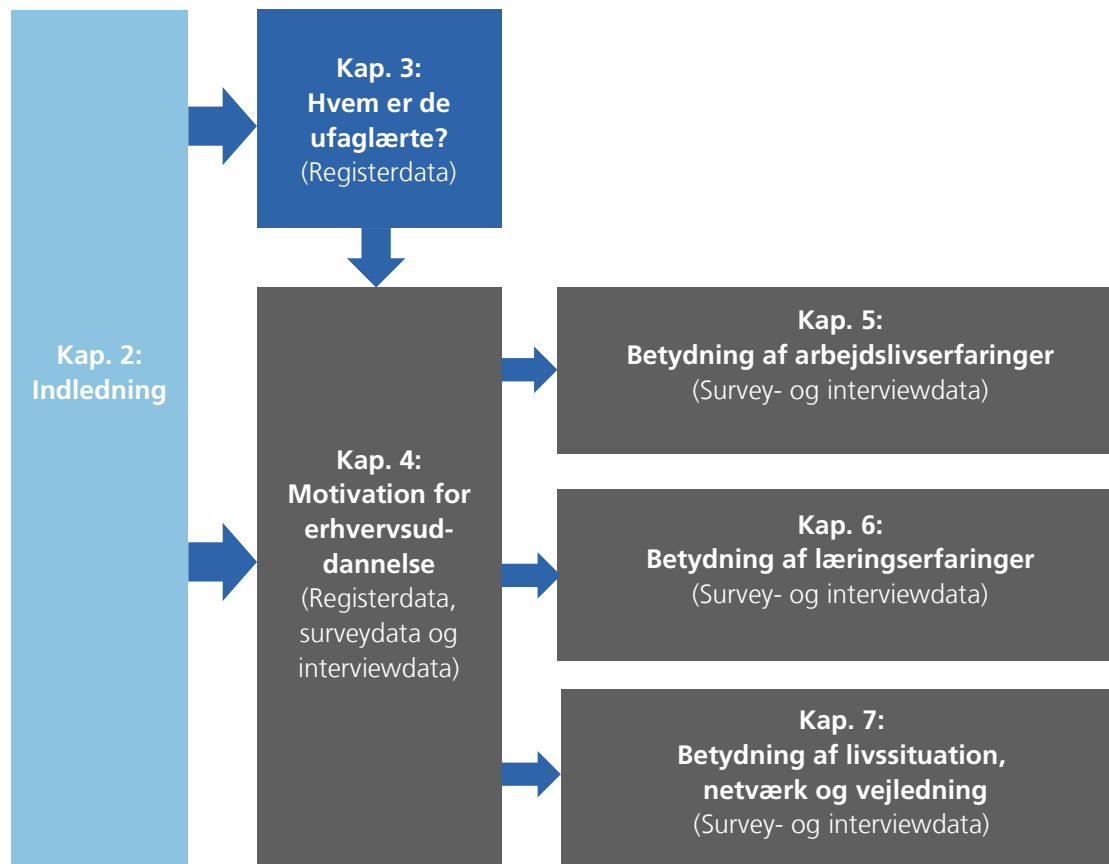 Kap. 2:
Indledning
Kap. 3:
Hvem er de
ufaglærte?
(Registerdata)
Kap. 4:
Motivation for
erhvervsud-
dannelse
(Registerdata,
surveydata og
interviewdata)
Kap. 5:
Betydning af arbejdslivserfaringer
(Survey- og interviewdata)
Kap. 6:
Betydning af læringserfaringer
(Survey- og interviewdata)
Kap. 7:
Betydning af livssituation,
netværk og vejledning
(Survey- og interviewdata)